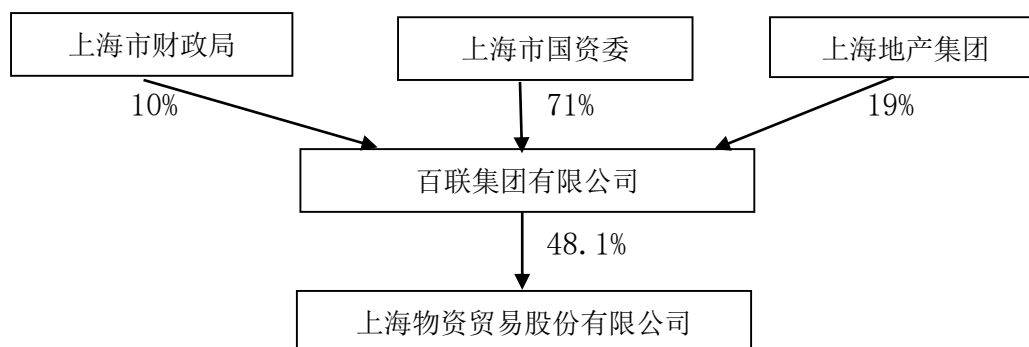 上海市财政局
上海市国资委
上海地产集团
10%
71%
19%
百联集团有限公司
48.1%
上海物资贸易股份有限公司